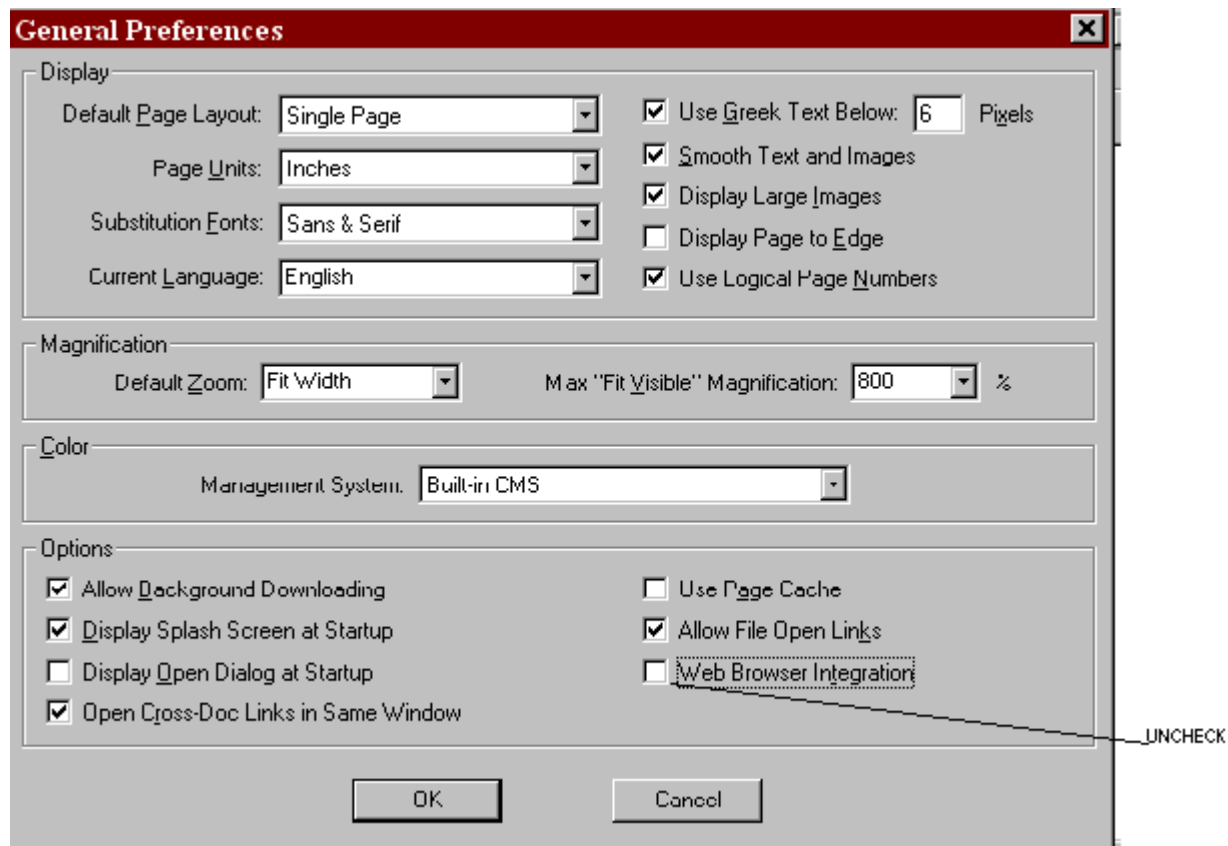 General Preferences
Display
Default Page Layout: Single Page
Use Greek Text Below: 6 Pixels
Page Units: Inches
Smooth Text and Images
Substitution Fonts: Sans & Serif
Display Large Images
Display Page to Edge
Current Language: English
Use Logical Page Numbers
Magnification
Default Zoom: Fit Width
Max "Fit Visible" Magnification: 800 %
Color
Management System: Built-in CMS
Options
Allow Background Downloading
Use Page Cache
Display Splash Screen at Startup
Allow File Open Links
Display Open Dialog at Startup
Web Browser Integration
Open Cross-Doc Links in Same Window
UNCHECK
OK
Cancel